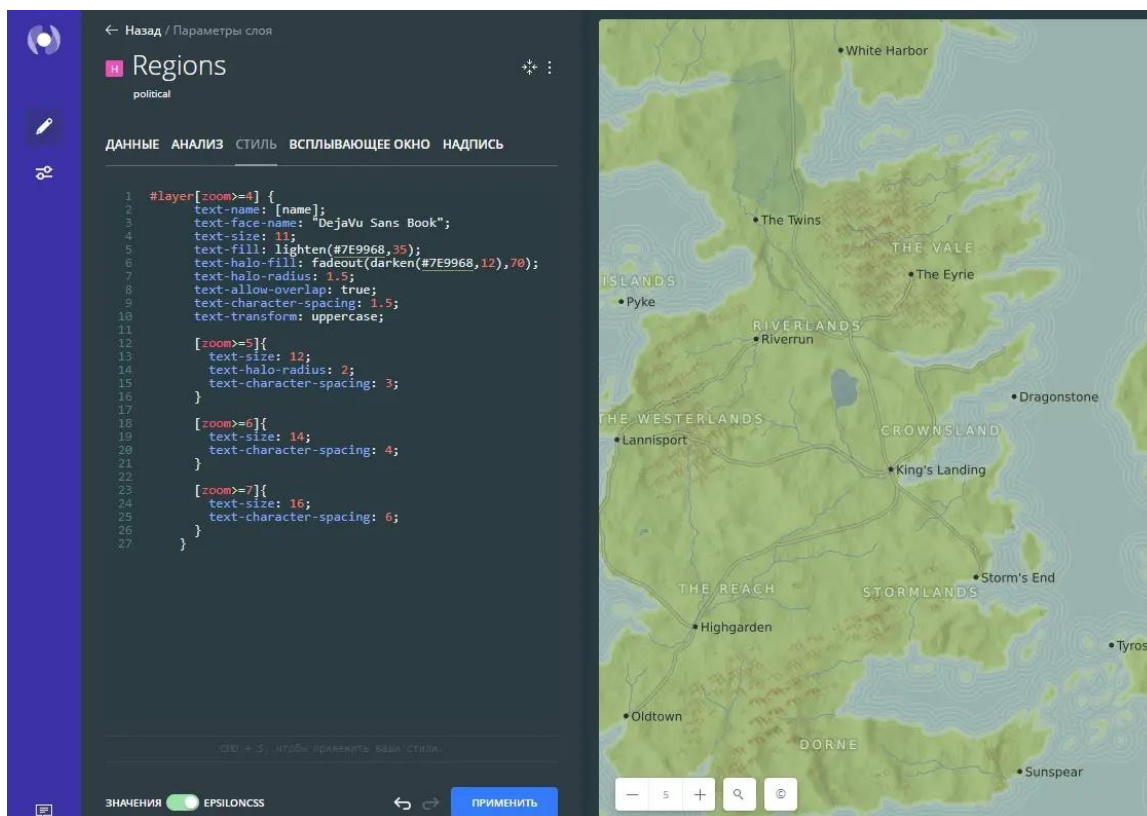 ← Назад / Параметры слоя
H Regions
political
ДАННЫЕ АНАЛИЗ СТИЛЬ ВСПЛЫВАЮЩЕЕ ОКНО НАДПИСЬ
1 #layer[zoom>=4] {
2 text-name: [name];
3 text-face-name: "DejaVu Sans Book";
4 text-size: 11;
5 text-fill: lighten(#7E9968,35);
6 text-halo-fill: fadeout(darken(#7E9968,12),70);
7 text-halo-radius: 1.5;
8 text-allow-overlap: true;
9 text-character-spacing: 1.5;
10 text-transform: uppercase;
11
12 [zoom>=5]{
13 text-size: 12;
14 text-halo-radius: 2;
15 text-character-spacing: 3;
16 }
17
18 [zoom>=6]{
19 text-size: 14;
20 text-character-spacing: 4;
21 }
22
23 [zoom>=7]{
24 text-size: 16;
25 text-character-spacing: 6;
26 }
27 }
CMD + S, чтобы применить ваши стили.
ЗНАЧЕНИЯ EPSILONCSS
ПРИМЕНИТЬ
White Harbor
The Twins
THE VALE
The Eyrie
ISLANDS
Pyke
RIVERLANDS
Riverrun
Dragonstone
THE WESTERLANDS
CROWNSLAND
Lannisport
King's Landing
Storm's End
THE REACH
STORMLANDS
Highgarden
Tyros
Oldtown
DORNE
Sunspear
− 5 + ©